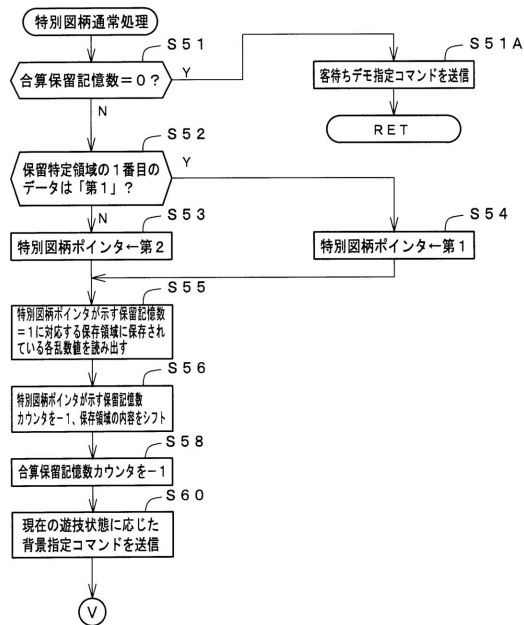 特別図柄通常処理
S51
合算保留記憶数=0?
Y
N
S51A
客待ちデモ指定コマンドを送信
RET
S52
保留特定領域の1番目の
データは「第1」?
Y
N
S53
特別図柄ポインタ←第2
S54
特別図柄ポインタ←第1
S55
特別図柄ポインタが示す保留記憶数
=1に対応する保存領域に保存され
ている各乱数値を読み出す
S56
特別図柄ポインタが示す保留記憶数
カウンタを-1、保存領域の内容をシフト
S58
合算保留記憶数カウンタを-1
S60
現在の遊技状態に応じた
背景指定コマンドを送信
V